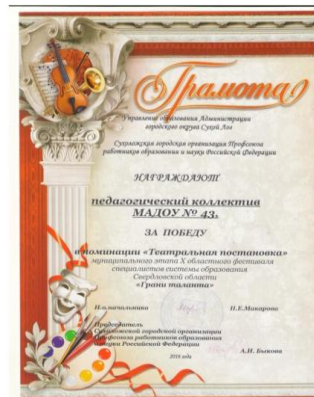 Грамота
Управление образования Администрации
городского округа Сухой Лог
Сухоложская городская организация Профсоюза
работников образования и науки Российской Федерации
НАГРАЖДАЮТ
педагогический коллектив
МАДОУ № 43,
ЗА ПОБЕДУ
в номинации «Театральная постановка»
муниципального этапа X областного фестиваля
специалистов системы образования
Свердловской области
«Грани таланта»
И.о.начальника Н.Е.Макарова
Председатель
Сухоложской городской организации
Профсоюза работников образования
и науки Российской Федерации
А.Н. Быкова